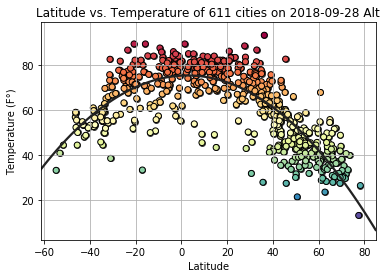 Latitude vs. Temperature of 611 cities on 2018-09-28 Alt
80
60
40
20
Temperature (F°)
−60 −40 −20 0 20 40 60 80
Latitude